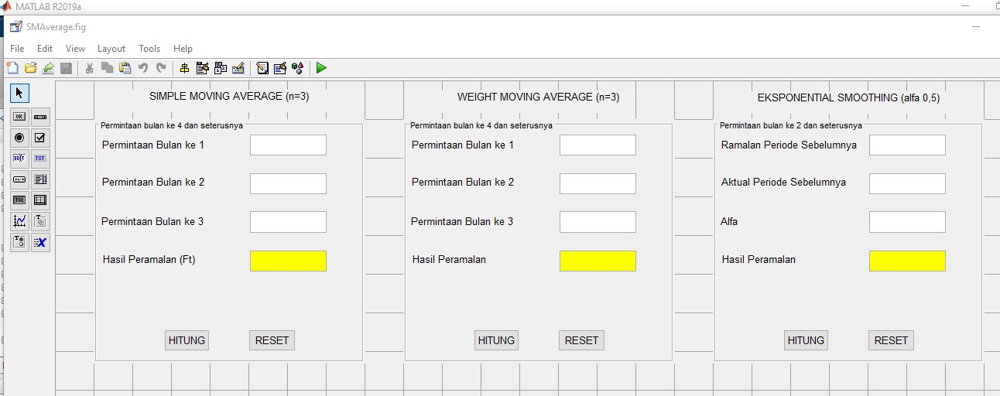 MATLAB R2019a
SMAverage.fig
File Edit View Layout Tools Help
SIMPLE MOVING AVERAGE (n=3)
Permintaan bulan ke 4 dan seterusnya
Permintaan Bulan ke 1
Permintaan Bulan ke 2
Permintaan Bulan ke 3
Hasil Peramalan (Ft)
HITUNG RESET
WEIGHT MOVING AVERAGE (n=3)
Permintaan bulan ke 4 dan seterusnya
Permintaan Bulan ke 1
Permintaan Bulan ke 2
Permintaan Bulan ke 3
Hasil Peramalan
HITUNG RESET
EKSPONENTIAL SMOOTHING (alfa 0,5)
Permintaan bulan ke 2 dan seterusnya
Ramalan Periode Sebelumnya
Aktual Periode Sebelumnya
Alfa
Hasil Peramalan
HITUNG RESET
OK
EDIT TXT
TGL